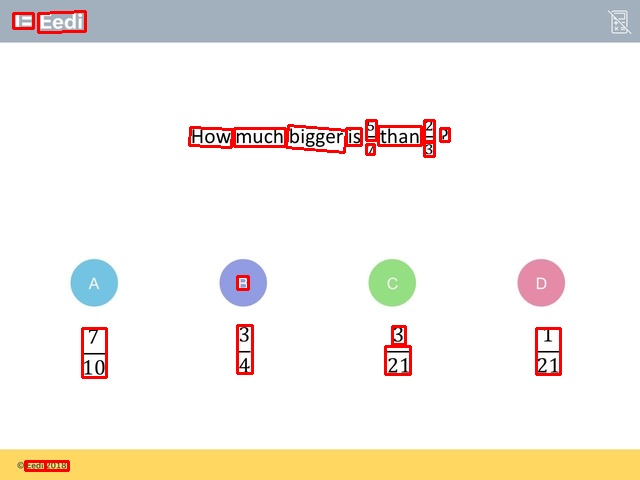 Eedi
How much bigger is 5/7 than 2/3 ?
A B C D
7/10 3/4 3/21 1/21
© Eedi 2018